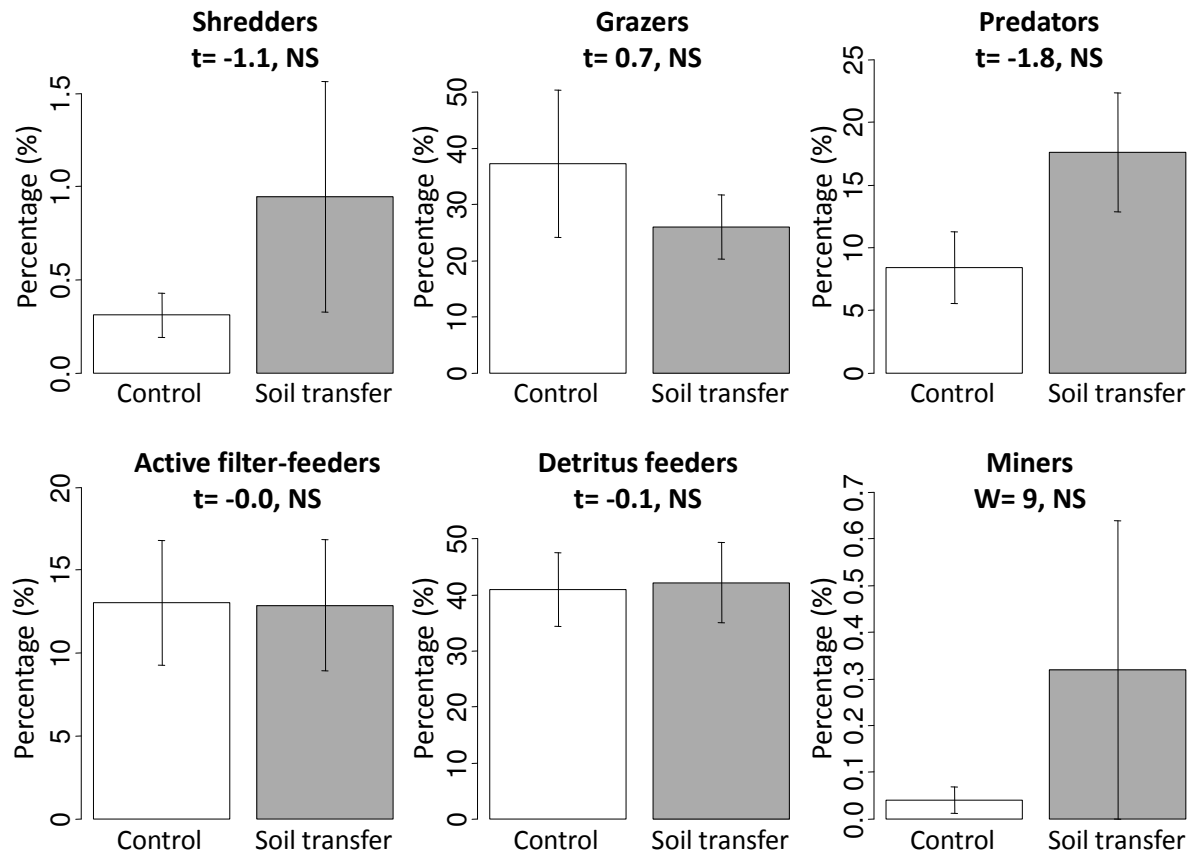 Shredders
t= -1.1, NS
Percentage (%)
0.0 0.5 1.0 1.5
Control Soil transfer
Grazers
t= 0.7, NS
Percentage (%)
0 10 20 30 40 50
Control Soil transfer
Predators
t= -1.8, NS
Percentage (%)
0 5 10 15 20 25
Control Soil transfer
Active filter-feeders
t= -0.0, NS
Percentage (%)
0 5 10 15 20
Control Soil transfer
Detritus feeders
t= -0.1, NS
Percentage (%)
0 10 20 30 40 50
Control Soil transfer
Miners
W= 9, NS
Percentage (%)
0.0 0.1 0.2 0.3 0.4 0.5 0.6 0.7
Control Soil transfer